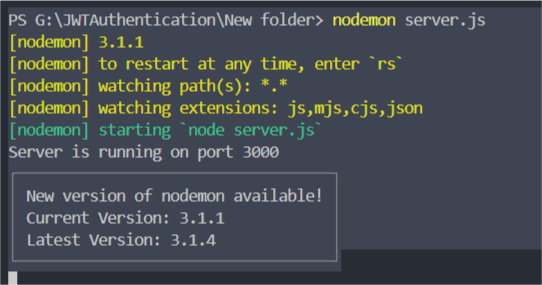 PS G:\JWTAuthentication\New folder> nodemon server.js
[nodemon] 3.1.1
[nodemon] to restart at any time, enter `rs`
[nodemon] watching path(s): *.*
[nodemon] watching extensions: js,mjs,cjs,json
[nodemon] starting `node server.js`
Server is running on port 3000
New version of nodemon available!
Current Version: 3.1.1
Latest Version: 3.1.4